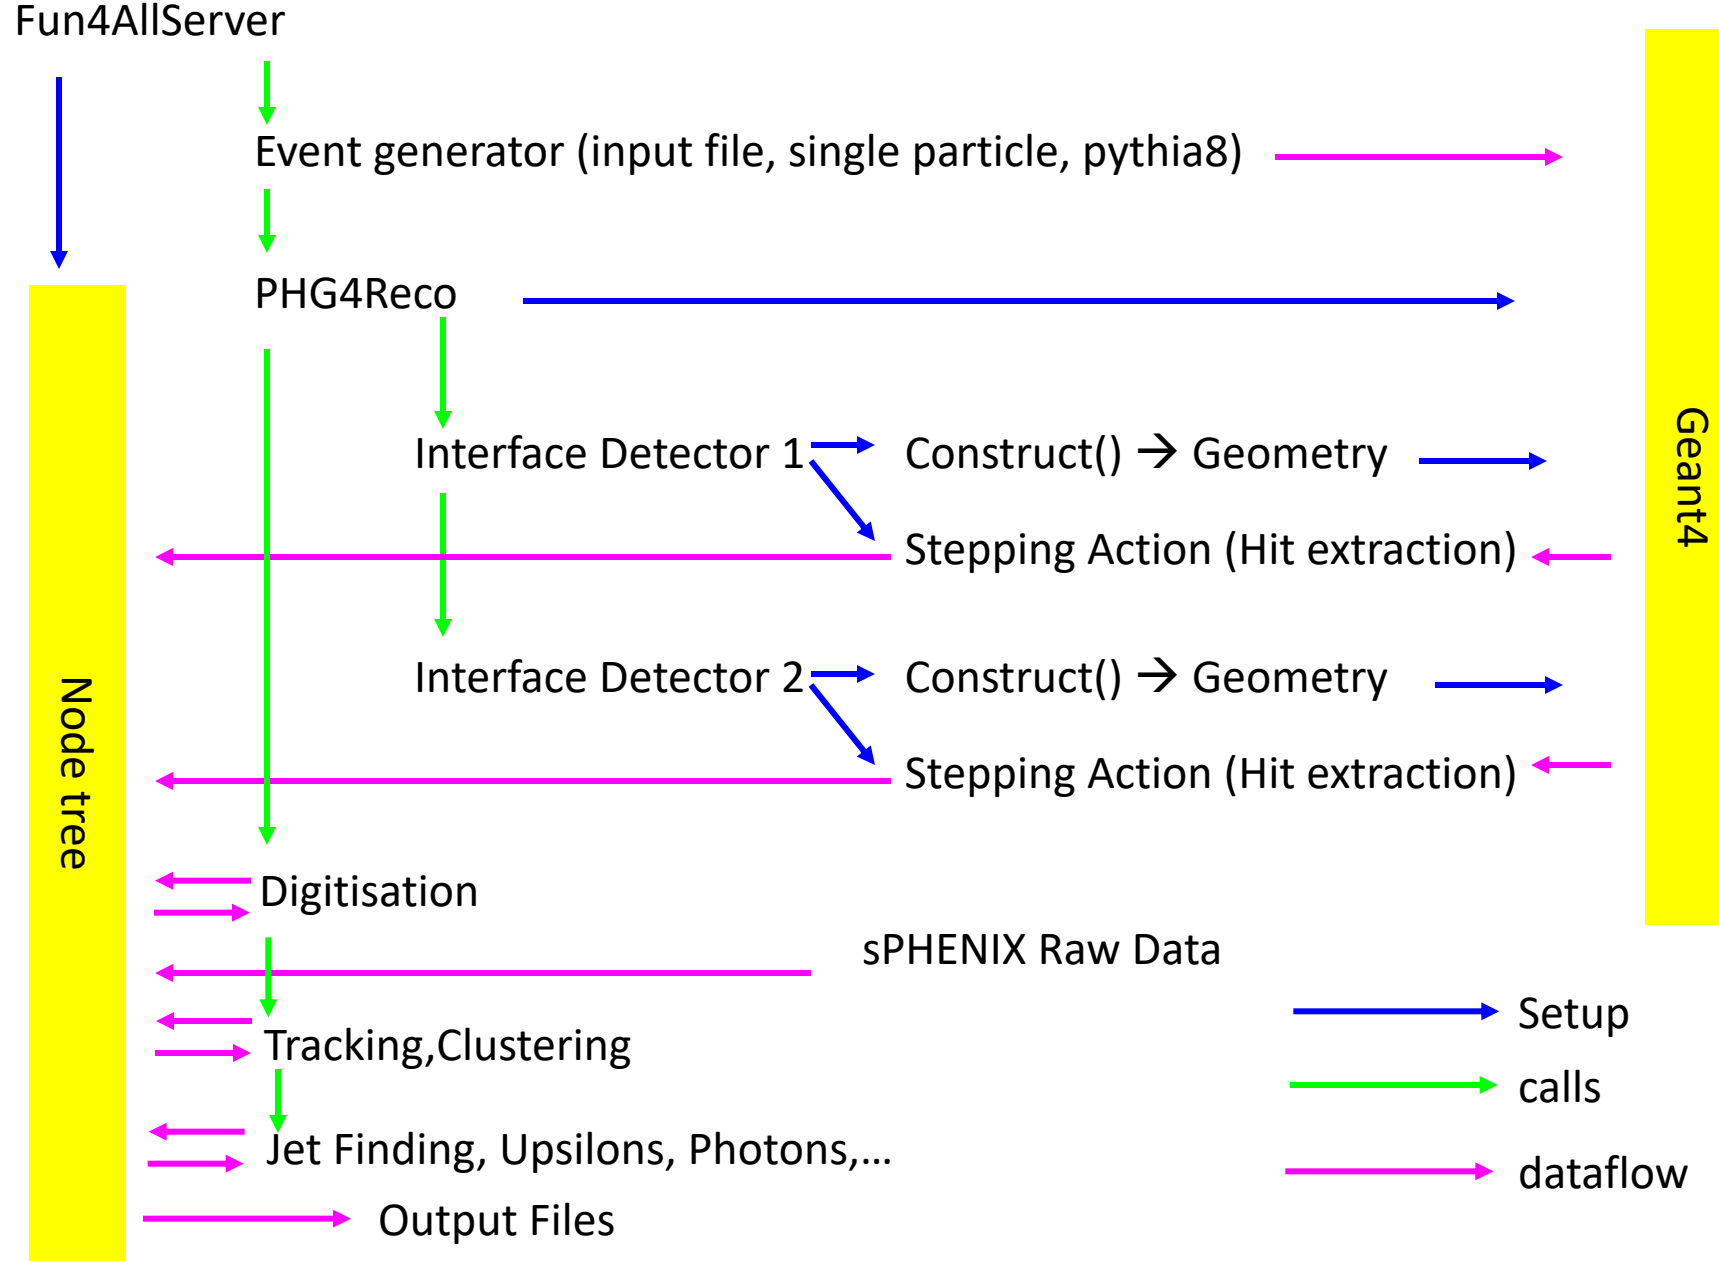 Fun4AllServer
Event generator (input file, single particle, pythia8)
PHG4Reco
Interface Detector 1
Construct() → Geometry
Stepping Action (Hit extraction)
Interface Detector 2
Construct() → Geometry
Stepping Action (Hit extraction)
Geant4
Node tree
Digitisation
sPHENIX Raw Data
Tracking,Clustering
Jet Finding, Upsilons, Photons,…
Output Files
Setup
calls
dataflow